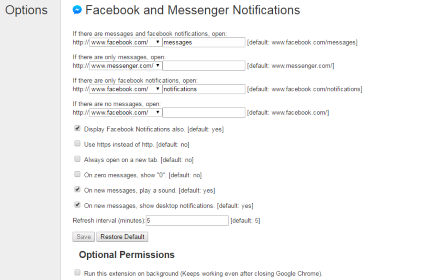 Options
Facebook and Messenger Notifications
If there are messages and facebook notifications, open:
http:// www.facebook.com/ messages [default: www.facebook.com/messages]
If there are only messages, open:
http:// www.messenger.com/ [default: www.messenger.com/]
If there are only facebook notifications, open:
http:// www.facebook.com/ notifications [default: www.facebook.com/notifications]
If there are no messages, open:
http:// www.facebook.com/ [default: www.facebook.com/]
Display Facebook Notifications also. [default: yes]
Use https instead of http. [default: no]
Always open on a new tab. [default: no]
On zero messages, show "0". [default: no]
On new messages, play a sound. [default: yes]
On new messages, show desktop notifications. [default: yes]
Refresh interval (minutes): 5 [default: 5]
Save Restore Default
Optional Permissions
Run this extension on background (Keeps working even after closing Google Chrome).